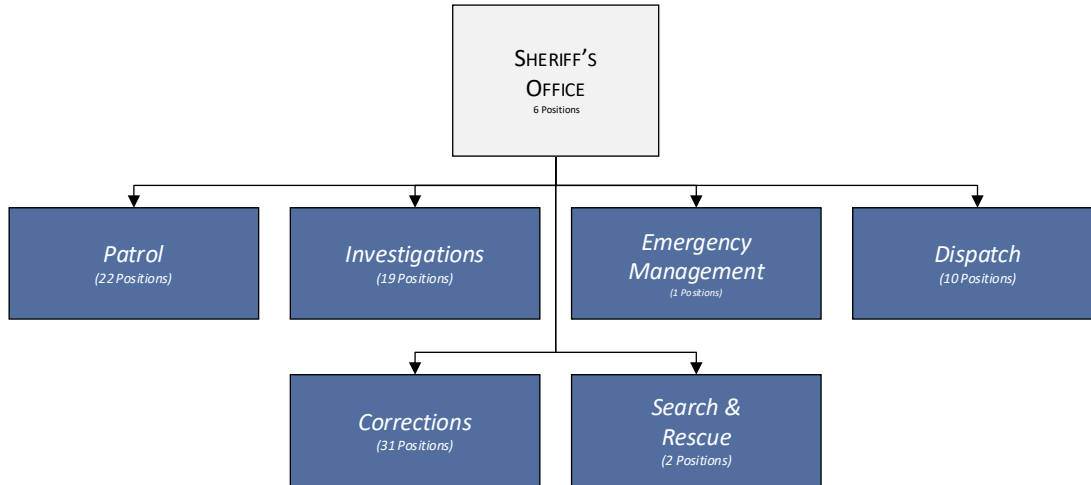 SHERIFF’S
OFFICE
6 Positions
Patrol
(22 Positions)
Investigations
(19 Positions)
Emergency
Management
(1 Positions)
Dispatch
(10 Positions)
Corrections
(31 Positions)
Search &
Rescue
(2 Positions)